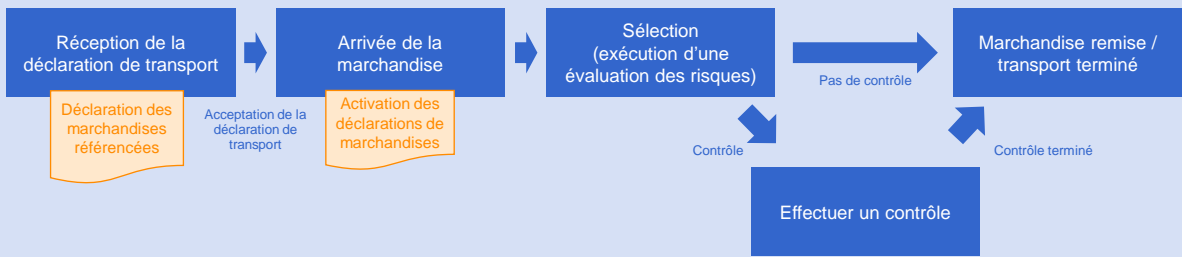 Réception de la
déclaration de transport
Déclaration des
marchandises
référencées
Acceptation de la
déclaration de
transport
Arrivée de la
marchandise
Activation des
déclarations de
marchandises
Sélection
(exécution d'une
évaluation des risques)
Pas de contrôle
Marchandise remise /
transport terminé
Contrôle
Contrôle terminé
Effectuer un contrôle